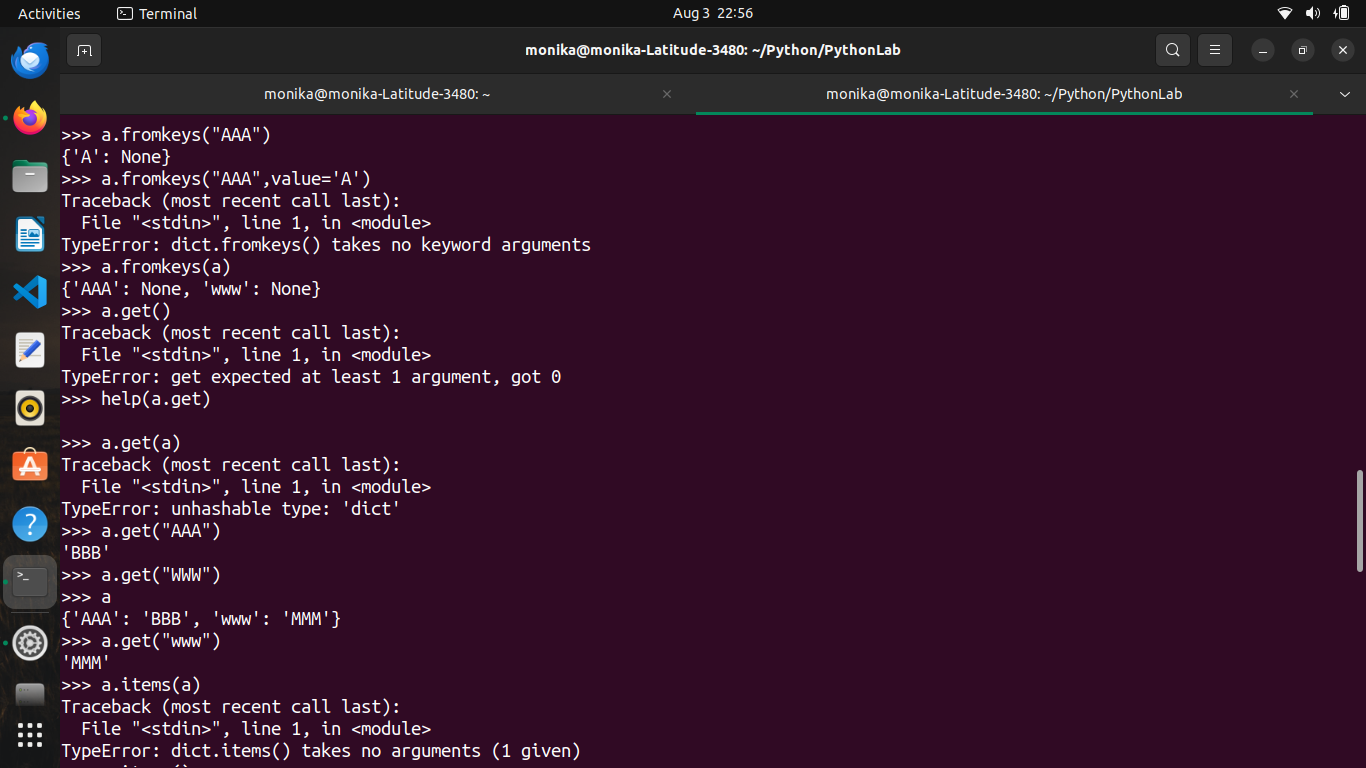 Activities
Terminal
Aug 3 22:56
monika@monika-Latitude-3480: ~/Python/PythonLab
monika@monika-Latitude-3480: ~
monika@monika-Latitude-3480: ~/Python/PythonLab
>>> a.fromkeys("AAA")
{'A': None}
>>> a.fromkeys("AAA",value='A')
Traceback (most recent call last):
  File "<stdin>", line 1, in <module>
TypeError: dict.fromkeys() takes no keyword arguments
>>> a.fromkeys(a)
{'AAA': None, 'www': None}
>>> a.get()
Traceback (most recent call last):
  File "<stdin>", line 1, in <module>
TypeError: get expected at least 1 argument, got 0
>>> help(a.get)

>>> a.get(a)
Traceback (most recent call last):
  File "<stdin>", line 1, in <module>
TypeError: unhashable type: 'dict'
>>> a.get("AAA")
'BBB'
>>> a.get("WWW")
>>> a
{'AAA': 'BBB', 'www': 'MMM'}
>>> a.get("www")
'MMM'
>>> a.items(a)
Traceback (most recent call last):
  File "<stdin>", line 1, in <module>
TypeError: dict.items() takes no arguments (1 given)